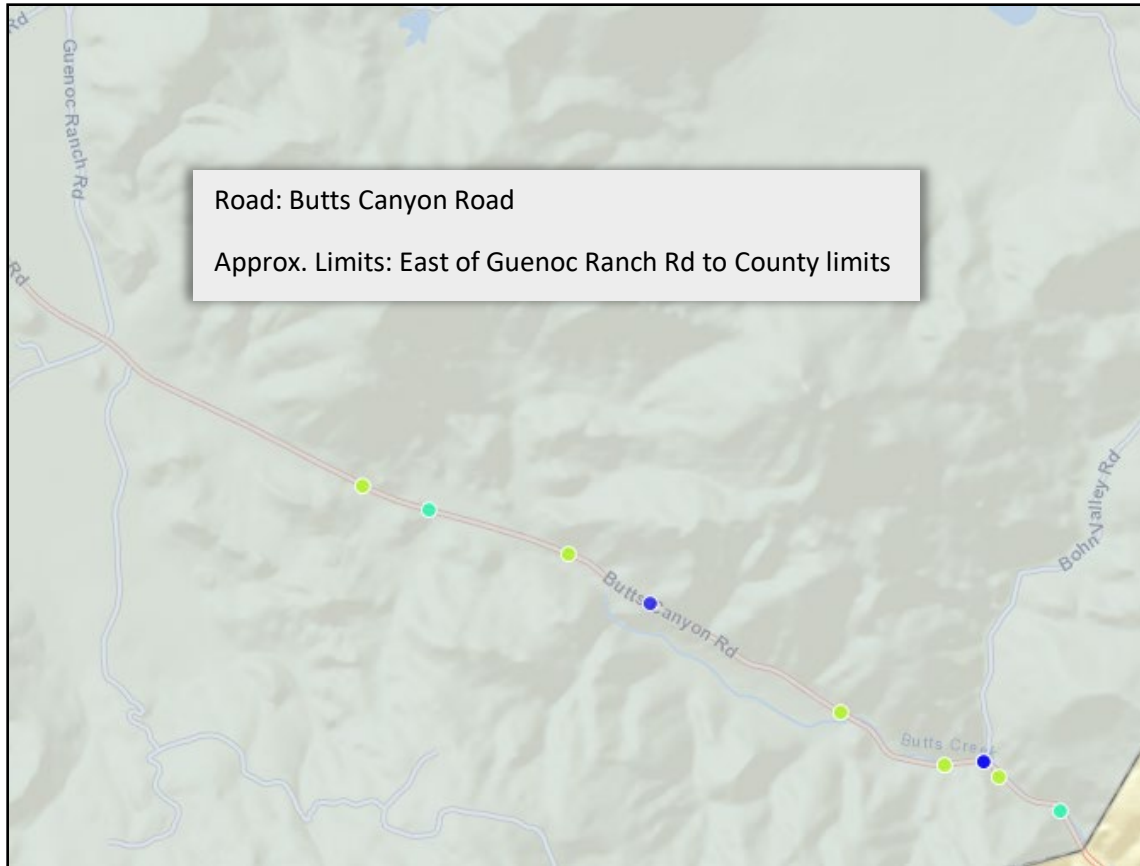 Rd
Guenoc Ranch Rd
Road: Butts Canyon Road
Approx. Limits: East of Guenoc Ranch Rd to County limits
Rd
Bohn Valley Rd
Butts Canyon Rd
Butts Creek